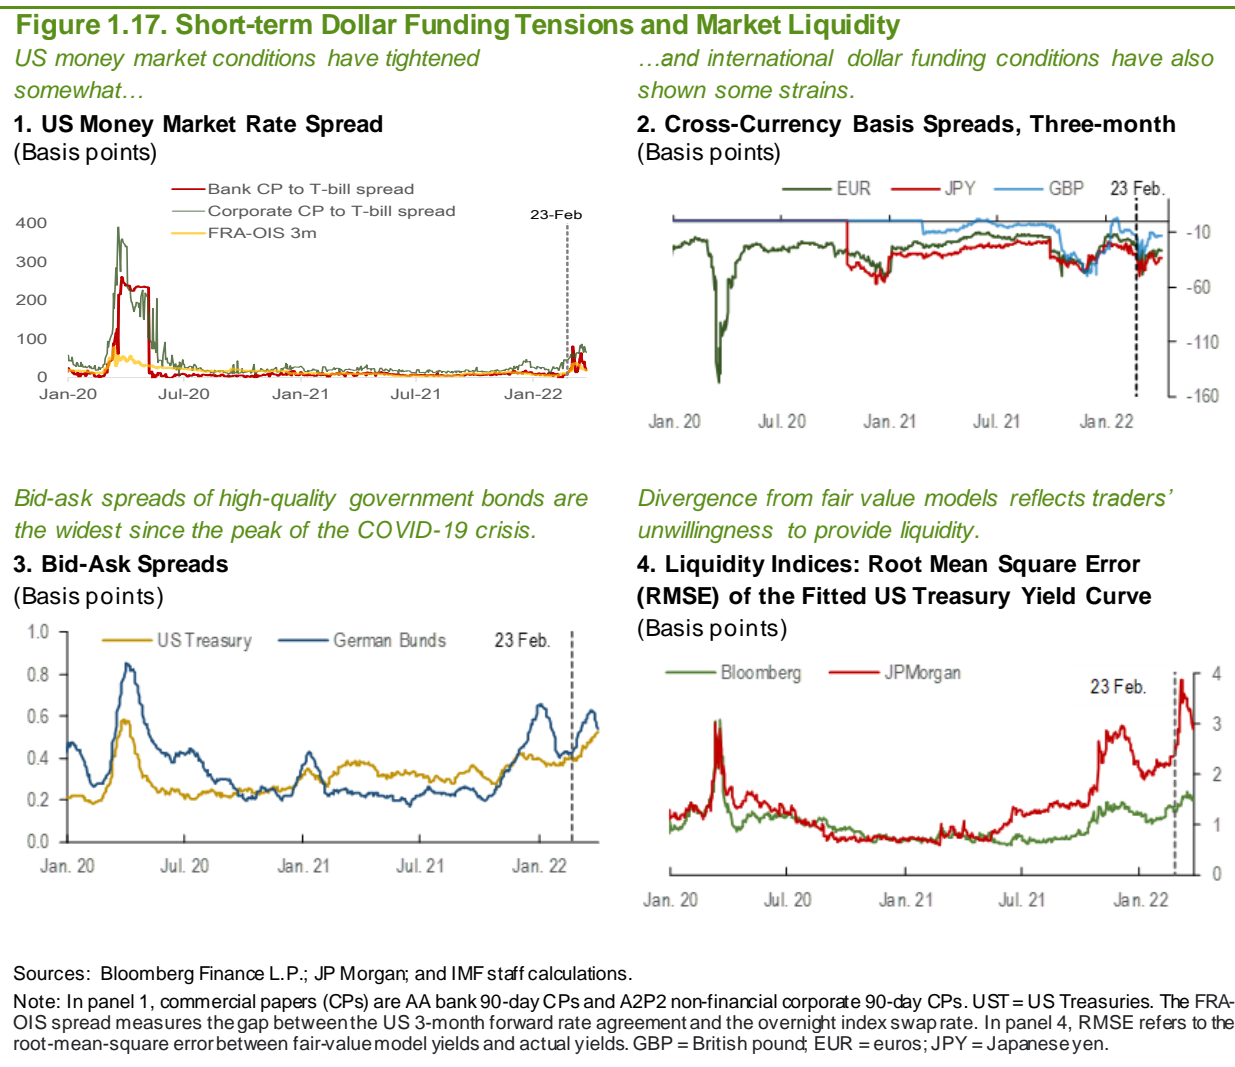 Figure 1.17. Short-term Dollar Funding Tensions and Market Liquidity
US money market conditions have tightened
somewhat…
1. US Money Market Rate Spread
(Basis points)
Bank CP to T-bill spread
Corporate CP to T-bill spread
FRA-OIS 3m
23-Feb
400
300
200
100
0
Jan-20 Jul-20 Jan-21 Jul-21 Jan-22
…and international dollar funding conditions have also
shown some strains.
2. Cross-Currency Basis Spreads, Three-month
(Basis points)
EUR JPY GBP 23 Feb.
-10
-60
-110
-160
Jan. 20 Jul. 20 Jan. 21 Jul. 21 Jan. 22
Bid-ask spreads of high-quality government bonds are
the widest since the peak of the COVID-19 crisis.
3. Bid-Ask Spreads
(Basis points)
US Treasury German Bunds 23 Feb.
1.0
0.8
0.6
0.4
0.2
0.0
Jan. 20 Jul. 20 Jan. 21 Jul. 21 Jan. 22
Divergence from fair value models reflects traders'
unwillingness to provide liquidity.
4. Liquidity Indices: Root Mean Square Error
(RMSE) of the Fitted US Treasury Yield Curve
(Basis points)
Bloomberg JPMorgan
23 Feb.
4
3
2
1
0
Jan. 20 Jul. 20 Jan. 21 Jul. 21 Jan. 22
Sources: Bloomberg Finance L.P.; JP Morgan; and IMF staff calculations.
Note: In panel 1, commercial papers (CPs) are AA bank 90-day CPs and A2P2 non-financial corporate 90-day CPs. UST = US Treasuries. The FRA-
OIS spread measures the gap between the US 3-month forward rate agreement and the overnight index swap rate. In panel 4, RMSE refers to the
root-mean-square error between fair-value model yields and actual yields. GBP = British pound; EUR = euros; JPY = Japanese yen.